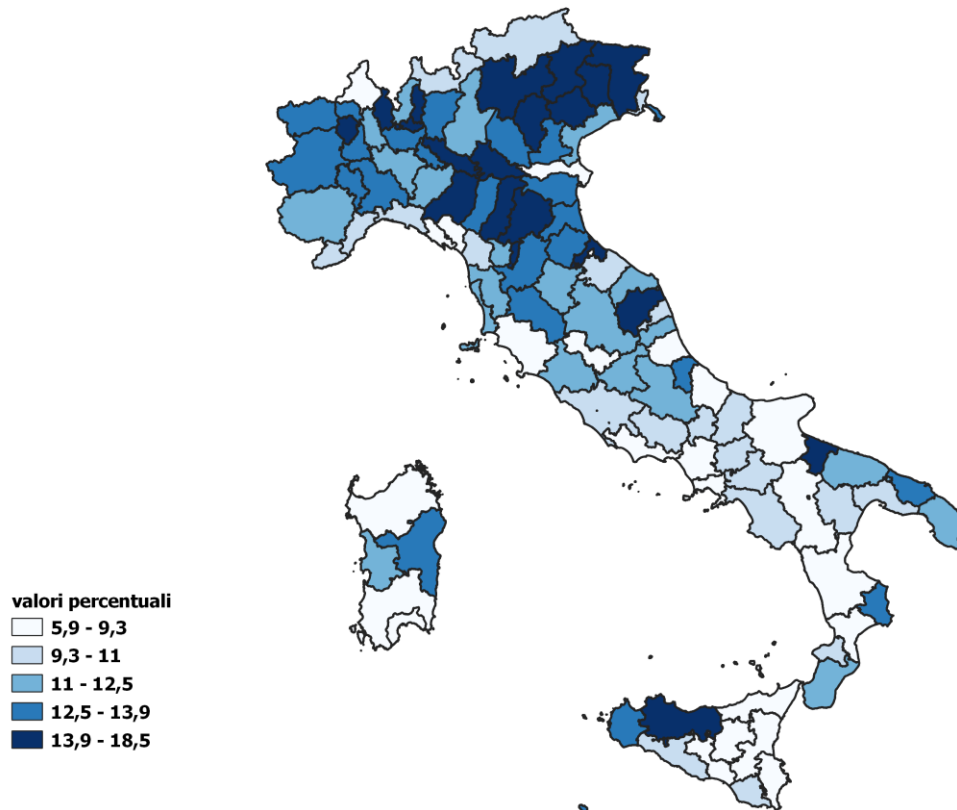 valori percentuali
5,9 - 9,3
9,3 - 11
11 - 12,5
12,5 - 13,9
13,9 - 18,5